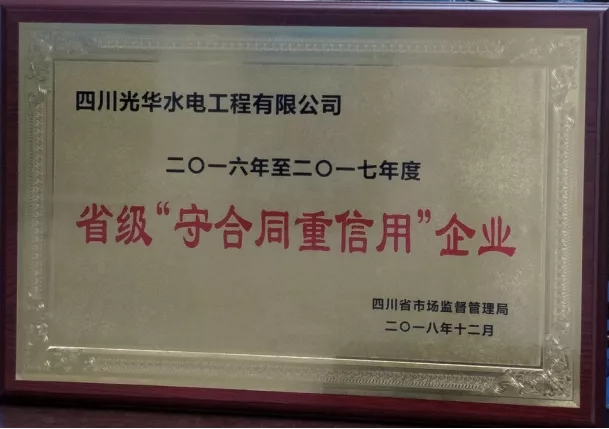 四川光华水电工程有限公司
二〇一六年至二〇一七年度
省级“守合同重信用”企业
四川省市场监督管理局
二〇一八年十二月